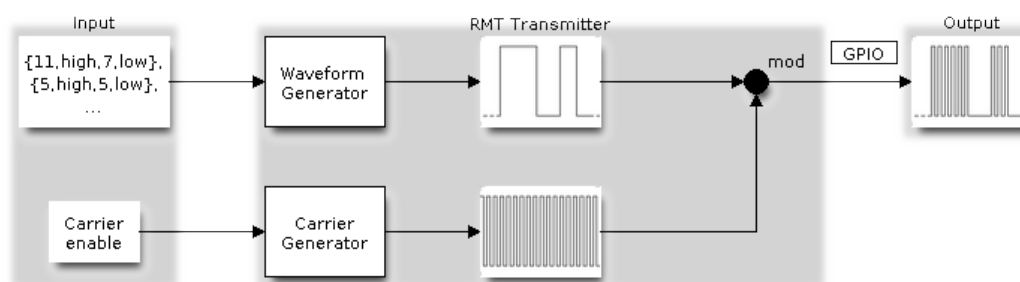 Input
RMT Transmitter
Output
{11,high,7,low},
{5,high,5,low},
...
Waveform
Generator
mod
GPIO
Carrier
enable
Carrier
Generator